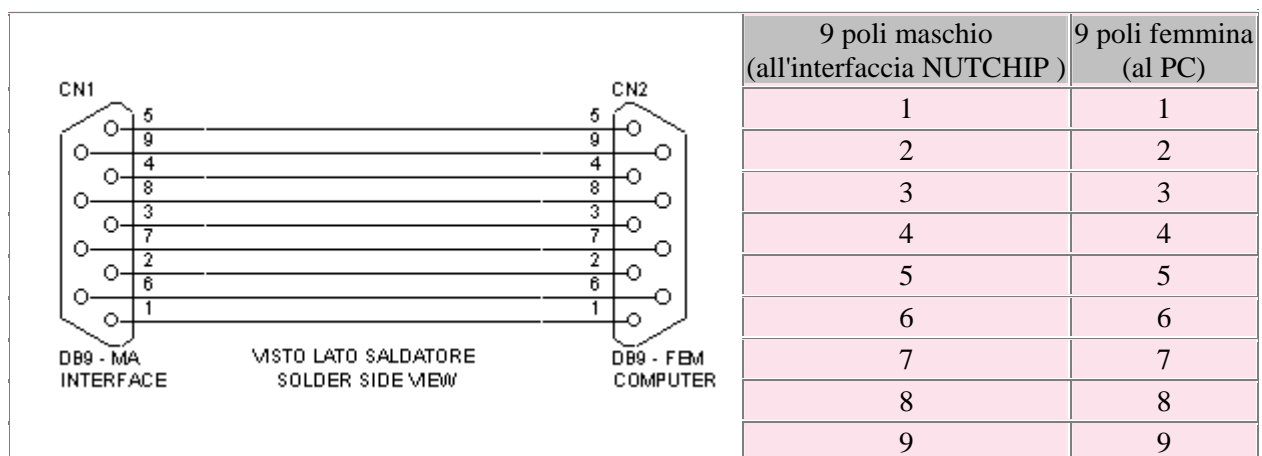 CN1
CN2
5 5
9 9
4 4
8 8
3 3
7 7
2 2
6 6
1 1
DB9 - MA
INTERFACE
VISTO LATO SALDATORE
SOLDER SIDE VIEW
DB9 - FEM
COMPUTER
9 poli maschio
(all'interfaccia NUTCHIP )
9 poli femmina
(al PC)
1 1
2 2
3 3
4 4
5 5
6 6
7 7
8 8
9 9